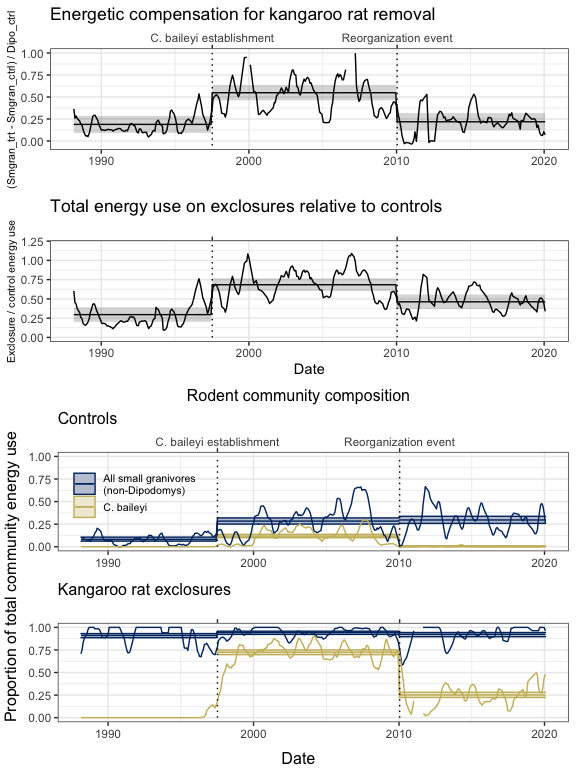 Energetic compensation for kangaroo rat removal
C. baileyi establishment
Reorganization event
(Smgran_trt - Smgran_ctrl) / Dipo_ctrl
1.00
0.75
0.50
0.25
0.00
1990
2000
2010
2020
Total energy use on exclosures relative to controls
Exclosure / control energy use
1.25
1.00
0.75
0.50
0.25
0.00
1990
2000
2010
2020
Date
Rodent community composition
Controls
C. baileyi establishment
Reorganization event
Proportion of total community energy use
1.00
0.75
0.50
0.25
0.00
All small granivores
(non-Dipodomys)
C. baileyi
1990
2000
2010
2020
Kangaroo rat exclosures
1.00
0.75
0.50
0.25
0.00
1990
2000
2010
2020
Date